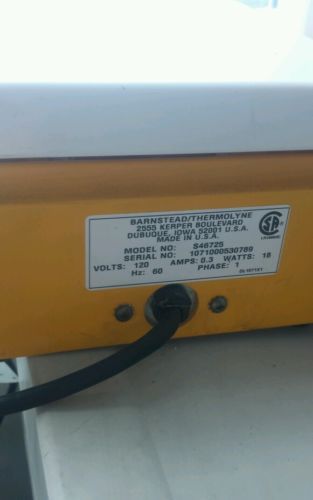 BARNSTEAD/THERMOLYNE
2555 KERPER BOULEVARD
DUBUQUE, IOWA 52001 U.S.A.
MADE IN U.S.A.
MODEL NO: S46725
SERIAL NO: 1071000530789
VOLTS: 120 AMPS: 0.3 WATTS: 18
Hz: 60 PHASE: 1